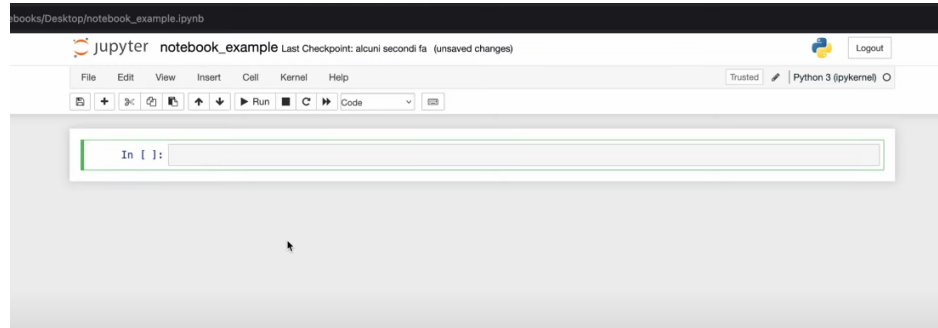 ebooks/Desktop/notebook_example.ipynb
jupyter notebook_example Last Checkpoint: alcuni secondi fa (unsaved changes) Logout
File Edit View Insert Cell Kernel Help Trusted Python 3 (ipykernel)
Run Code
In [ ]: